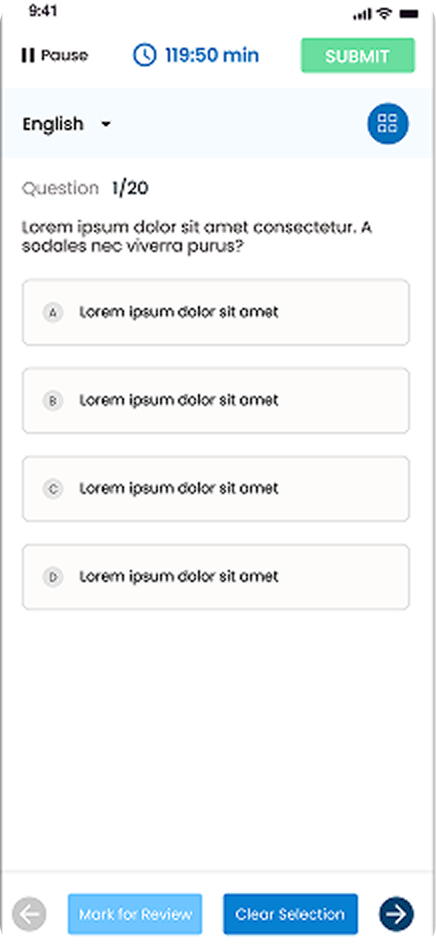 9:41
Pause 119:50 min SUBMIT
English
Question 1/20
Lorem ipsum dolor sit amet consectetur. A
sodales nec viverra purus?
A Lorem ipsum dolor sit amet
B Lorem ipsum dolor sit amet
C Lorem ipsum dolor sit amet
D Lorem ipsum dolor sit amet
Mark for Review Clear Selection